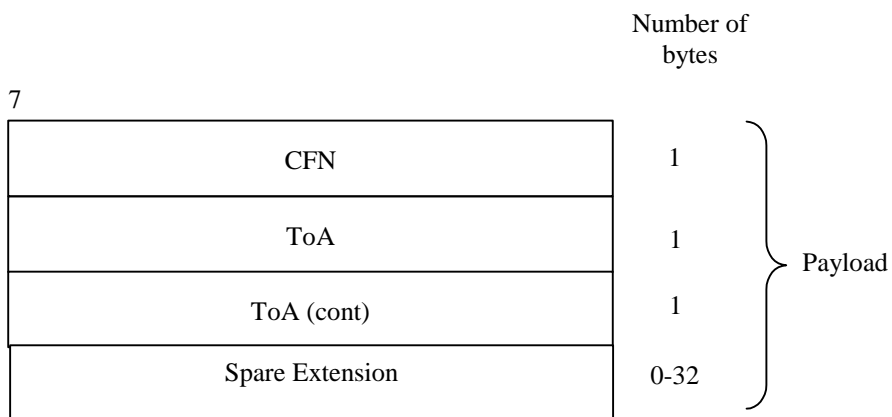 Number of
bytes
7
CFN 1
ToA 1
Payload
ToA (cont) 1
Spare Extension 0-32